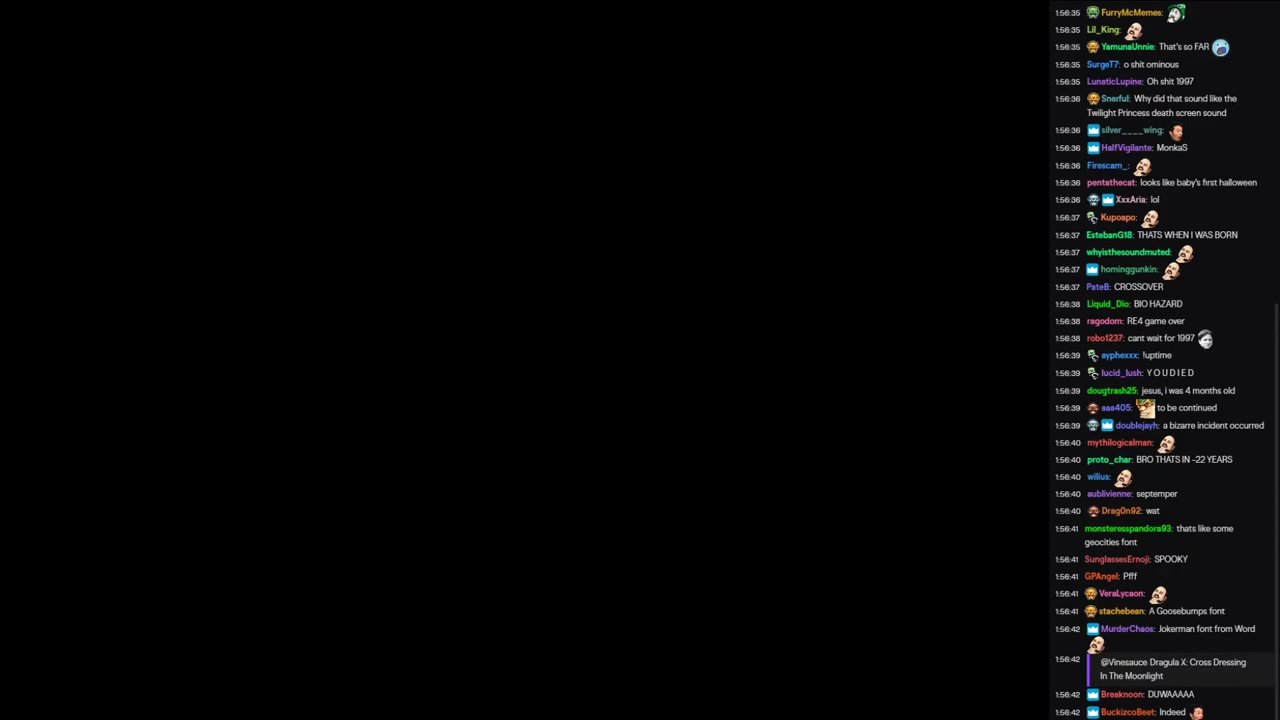 1:56:35 FurryMcMemes:
Lil_King:
1:56:35 YamunaUnnie: That's so FAR
1:56:35 SurgeT7: o shit ominous
1:56:35 LunaticLupine: Oh shit 1997
1:56:36 Snerful: Why did that sound like the
Twilight Princess death screen sound
1:56:36 silver____wing:
1:56:36 HalfVigilante: MonkaS
1:56:36 Firescam_:
1:56:36 pentathecat: looks like baby's first halloween
1:56:36 XxxAria: lol
1:56:37 Kupoapo:
1:56:37 EstebanG18: THATS WHEN I WAS BORN
1:56:37 whyisthesoundmuted:
1:56:37 hominggunkin:
1:56:37 PateB: CROSSOVER
1:56:38 Liquid_Dio: BIO HAZARD
1:56:38 ragodom: RE4 game over
1:56:38 robo1237: cant wait for 1997
1:56:39 ayphexxx: !uptime
1:56:39 lucid_lush: Y O U D I E D
1:56:39 dougtrash25: jesus, i was 4 months old
1:56:39 aaa405: to be continued
1:56:39 doublejayh: a bizarre incident occurred
1:56:40 mythilogicalman:
1:56:40 proto_char: BRO THATS IN -22 YEARS
1:56:40 wilius:
1:56:40 aublivienne: septemper
1:56:40 Drag0n92: wat
1:56:41 monsteresspandora93: thats like some
geocities font
1:56:41 SunglassesErnoji: SPOOKY
1:56:41 GPAngel: Pfff
1:56:41 VeraLycaon:
1:56:41 stachebean: A Goosebumps font
1:56:42 MurderChaos: Jokerman font from Word
1:56:42 @Vinesauce Dragula X: Cross Dressing
In The Moonlight
1:56:42 Breaknoon: DUWAAAAA
1:56:42 BuckizcoBeet: Indeed